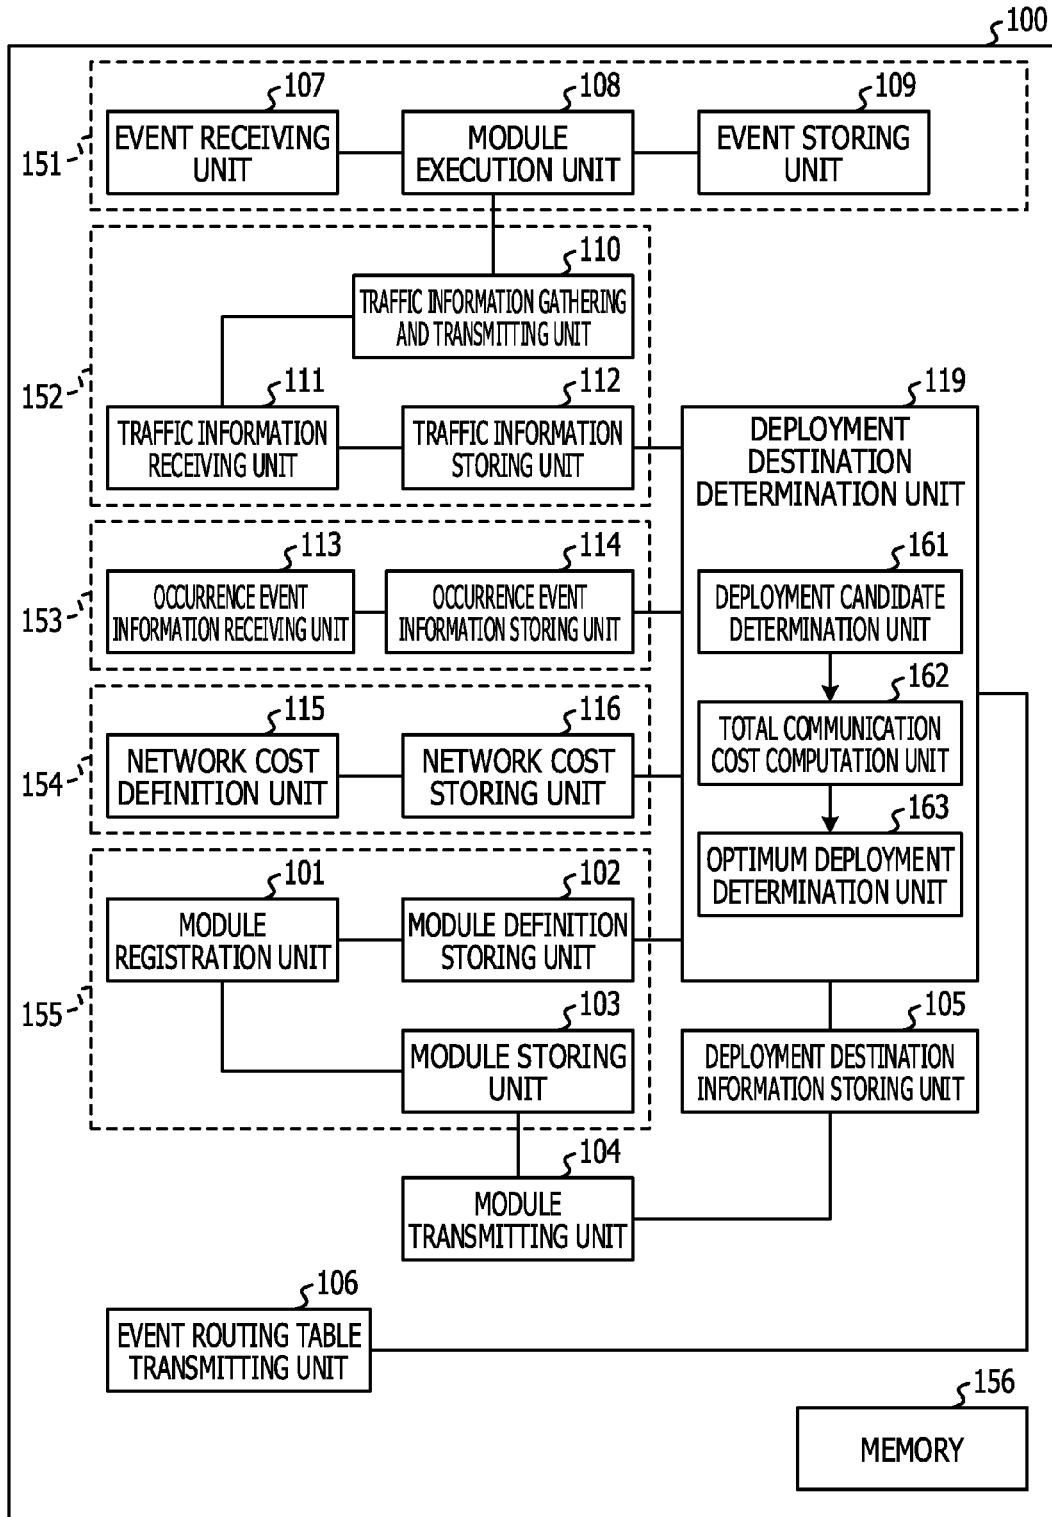 100
107
108
109
EVENT RECEIVING
UNIT
MODULE
EXECUTION UNIT
EVENT STORING
UNIT
151
110
TRAFFIC INFORMATION GATHERING
AND TRANSMITTING UNIT
152
111
112
119
TRAFFIC INFORMATION
RECEIVING UNIT
TRAFFIC INFORMATION
STORING UNIT
DEPLOYMENT
DESTINATION
DETERMINATION UNIT
113
114
161
OCCURRENCE EVENT
INFORMATION RECEIVING UNIT
OCCURRENCE EVENT
INFORMATION STORING UNIT
DEPLOYMENT CANDIDATE
DETERMINATION UNIT
153
115
116
162
NETWORK COST
DEFINITION UNIT
NETWORK COST
STORING UNIT
TOTAL COMMUNICATION
COST COMPUTATION UNIT
154
163
OPTIMUM DEPLOYMENT
DETERMINATION UNIT
101
102
MODULE
REGISTRATION UNIT
MODULE DEFINITION
STORING UNIT
155
103
105
MODULE STORING
UNIT
DEPLOYMENT DESTINATION
INFORMATION STORING UNIT
104
MODULE
TRANSMITTING UNIT
106
EVENT ROUTING TABLE
TRANSMITTING UNIT
156
MEMORY